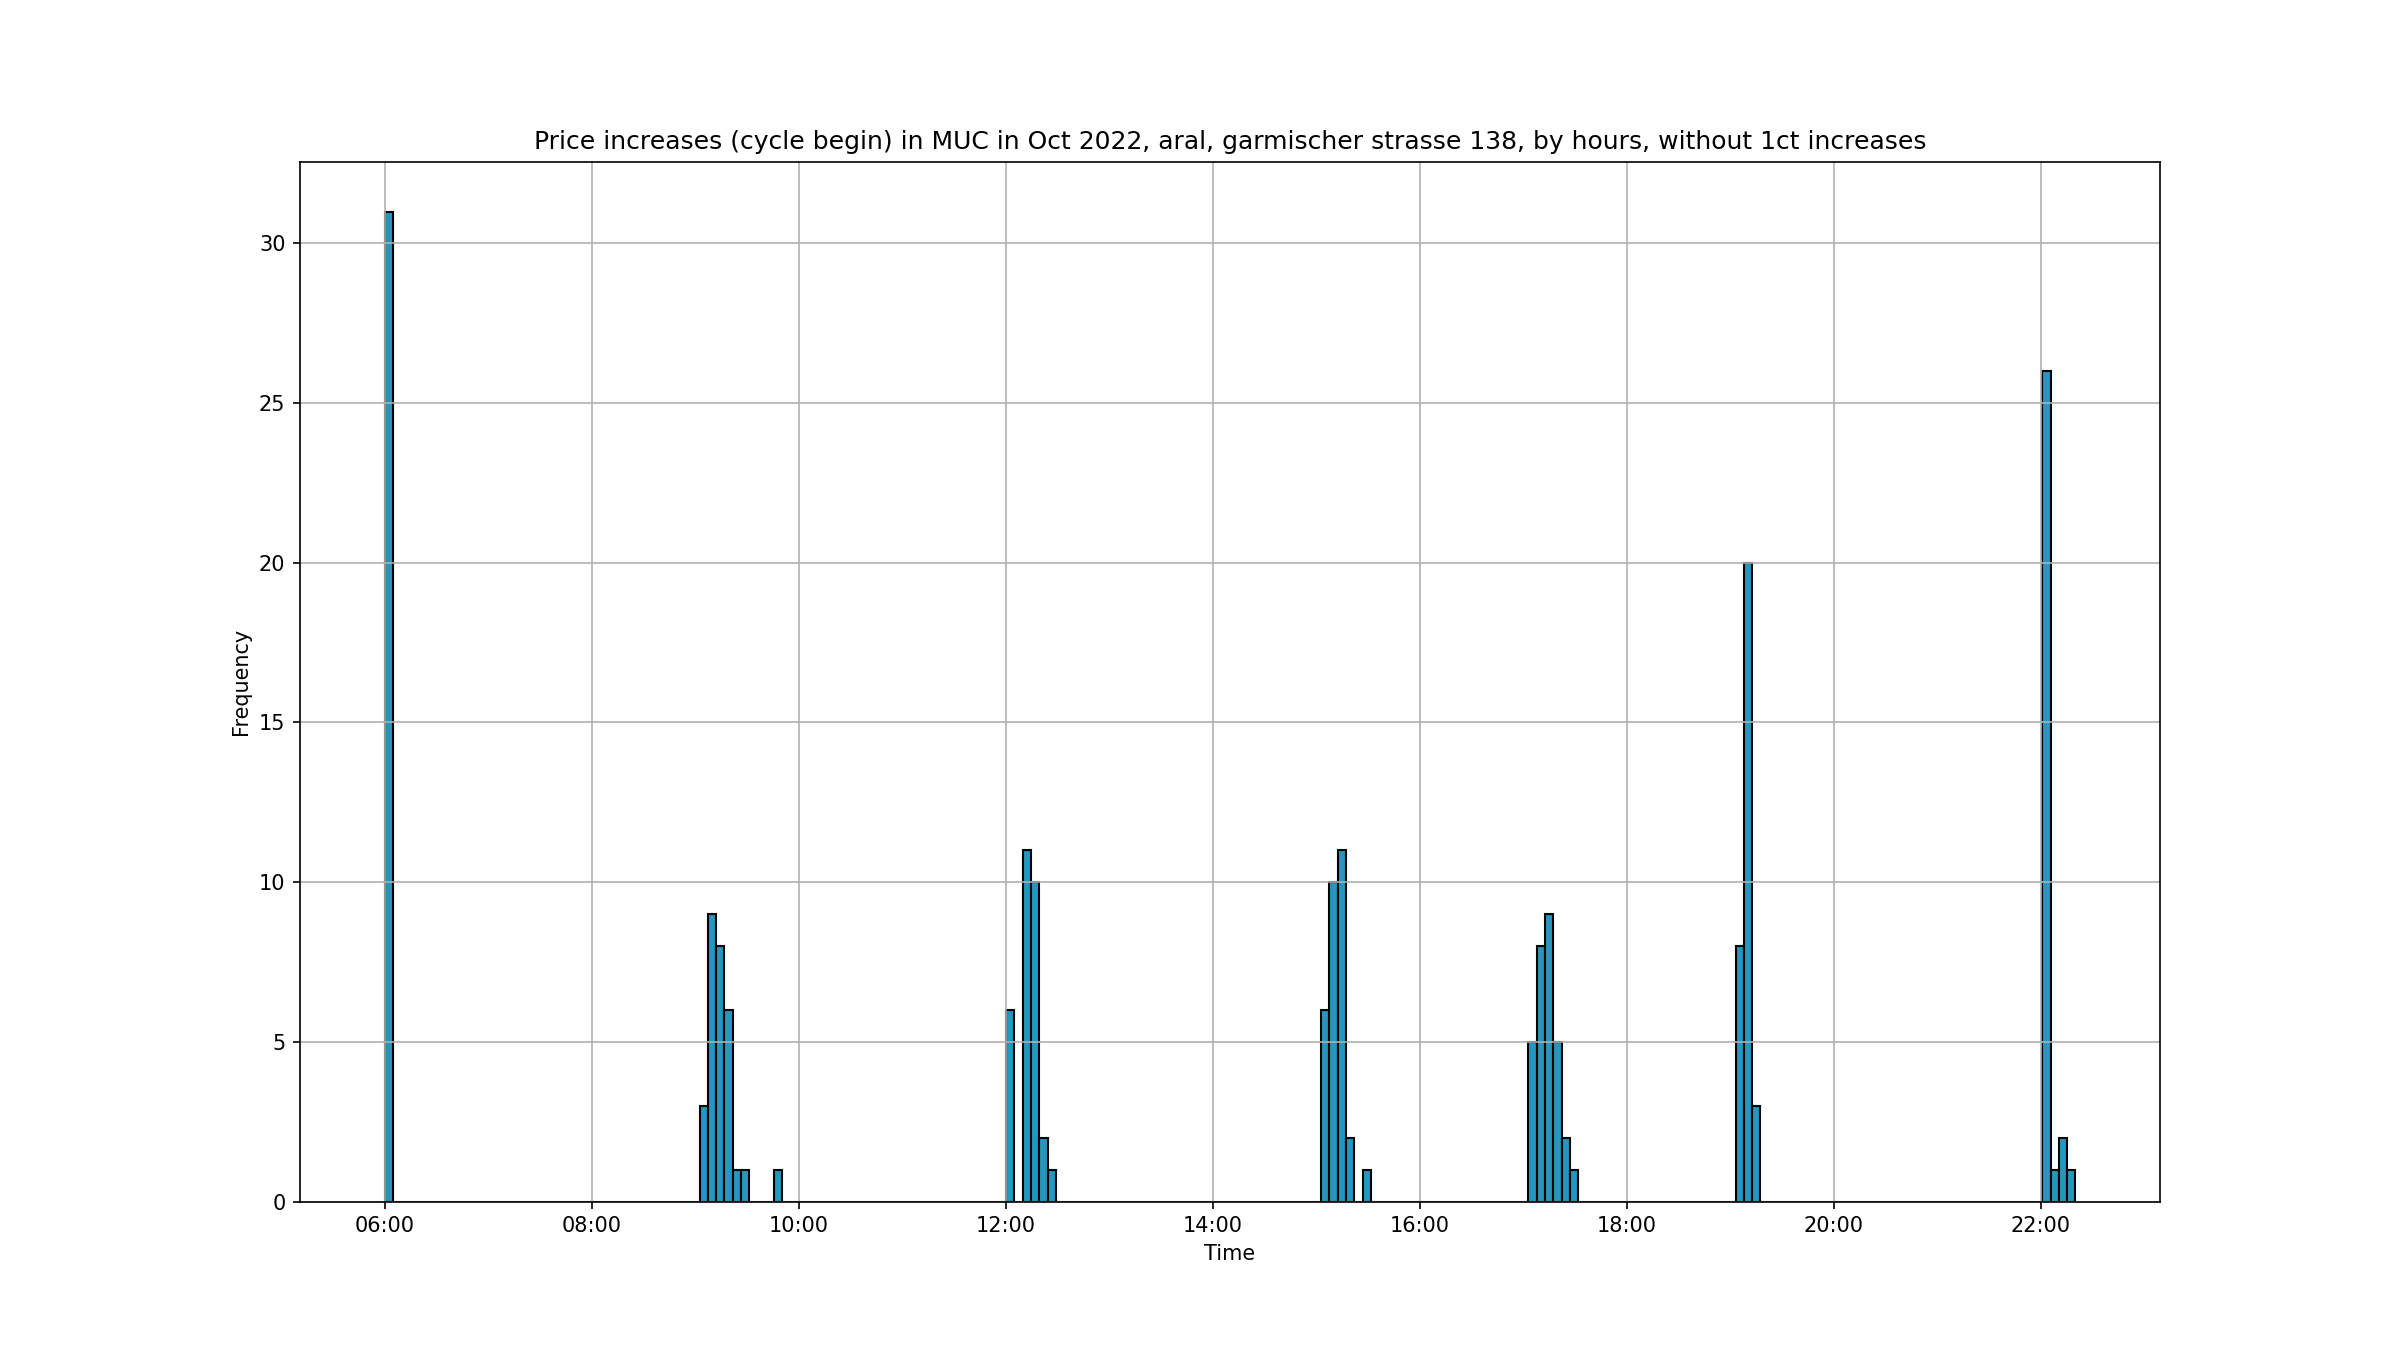 Price increases (cycle begin) in MUC in Oct 2022, aral, garmischer strasse 138, by hours, without 1ct increases
30
25
20
15
10
5
0
Frequency
06:00 08:00 10:00 12:00 14:00 16:00 18:00 20:00 22:00
Time